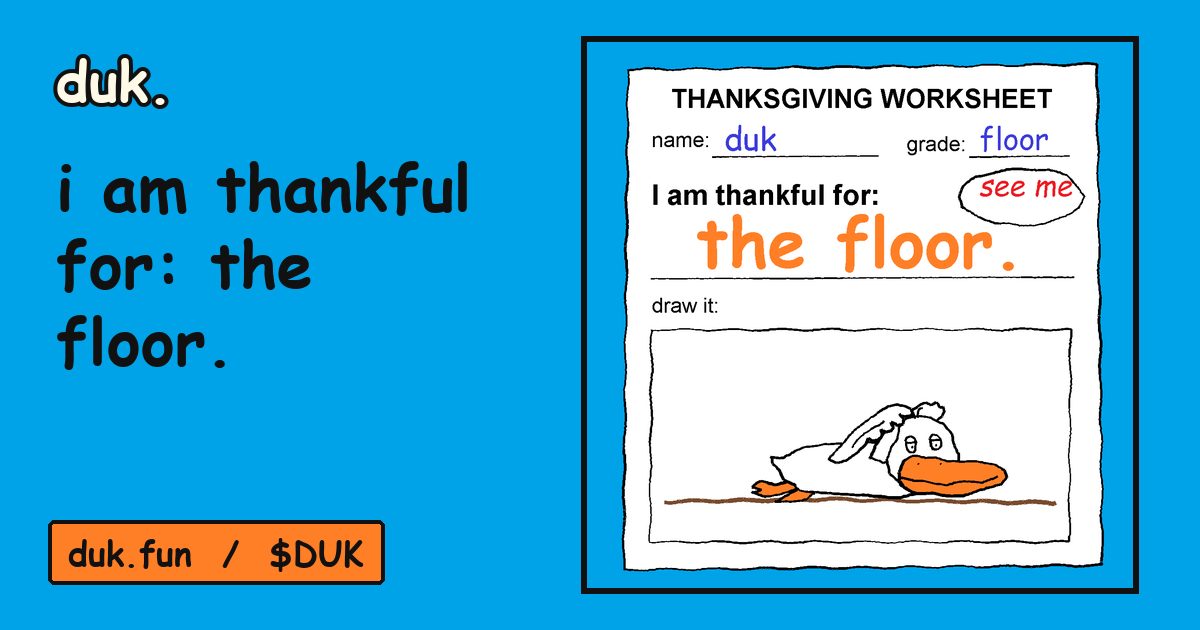 duk.
i am thankful
for: the
floor.
duk.fun / $DUK
THANKSGIVING WORKSHEET
name: duk grade: floor
I am thankful for: see me
the floor.
draw it: